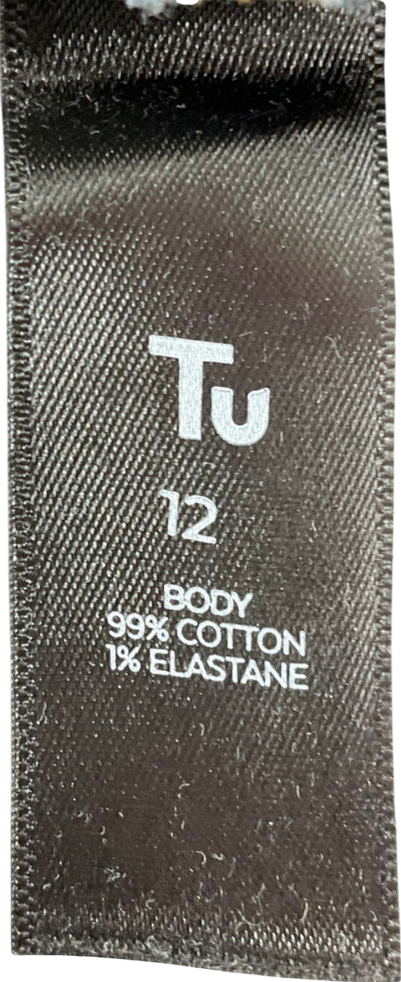 Tu
12
BODY
99% COTTON
1% ELASTANE